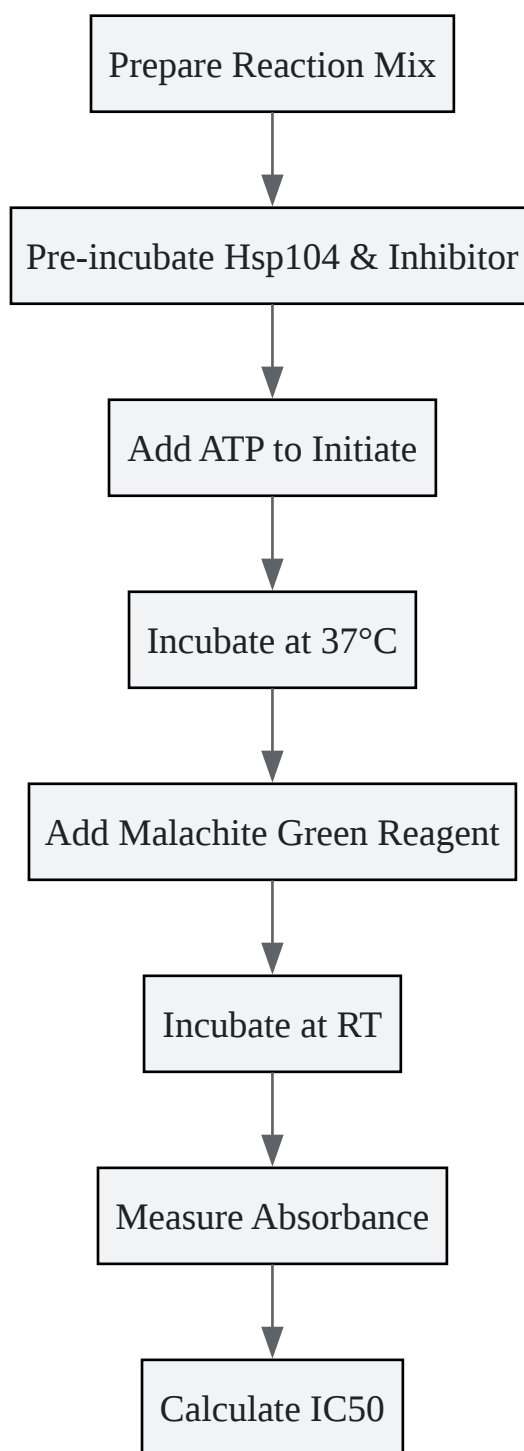 Prepare Reaction Mix
Pre-incubate Hsp104 & Inhibitor
Add ATP to Initiate
Incubate at 37°C
Add Malachite Green Reagent
Incubate at RT
Measure Absorbance
Calculate IC50